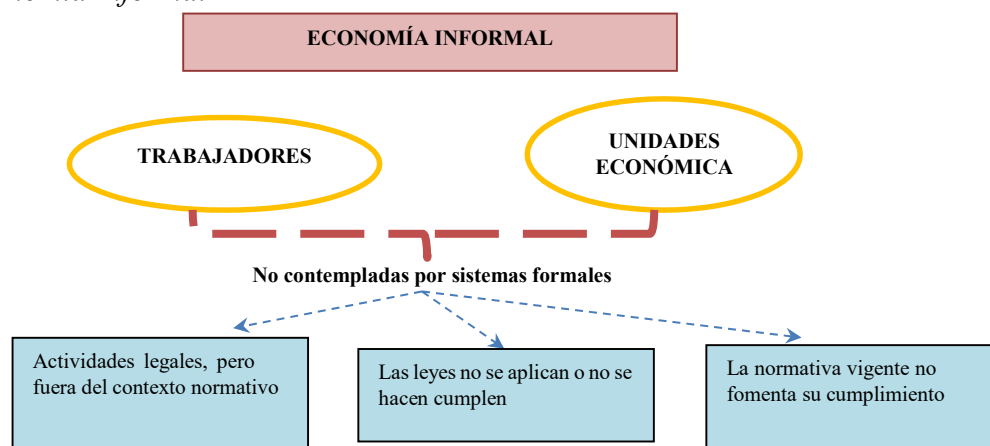 ECONOMÍA INFORMAL
TRABAJADORES
UNIDADES
ECONÓMICA
No contempladas por sistemas formales
Actividades legales, pero
fuera del contexto normativo
Las leyes no se aplican o no se
hacen cumplen
La normativa vigente no
fomenta su cumplimiento